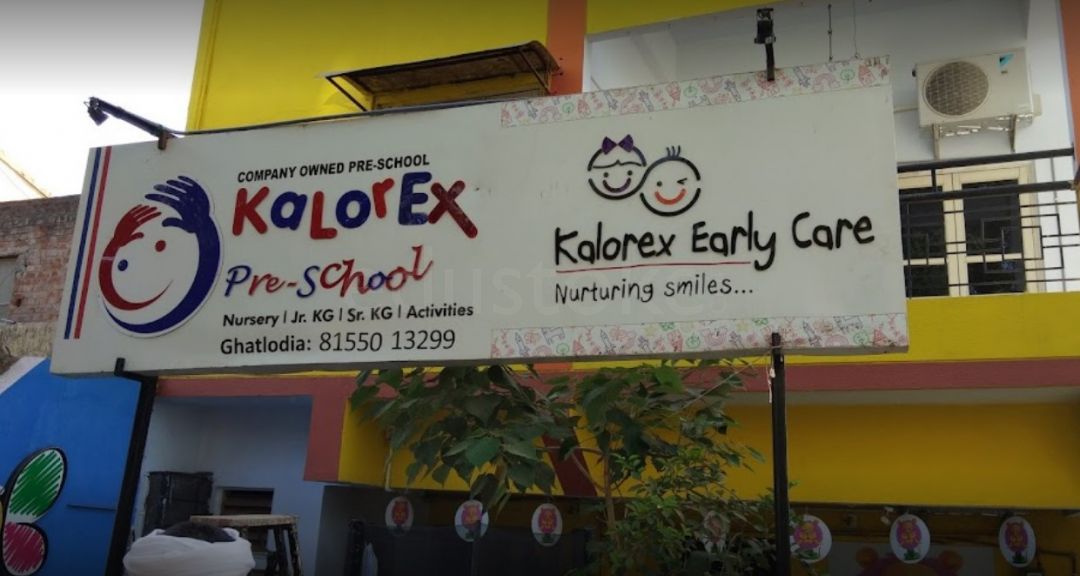 COMPANY OWNED PRE-SCHOOL
KaLorEx
Pre-School
Nursery | Jr. KG | Sr. KG | Activities
Ghatlodia: 81550 13299
Kalorex Early Care
Nurturing smiles...